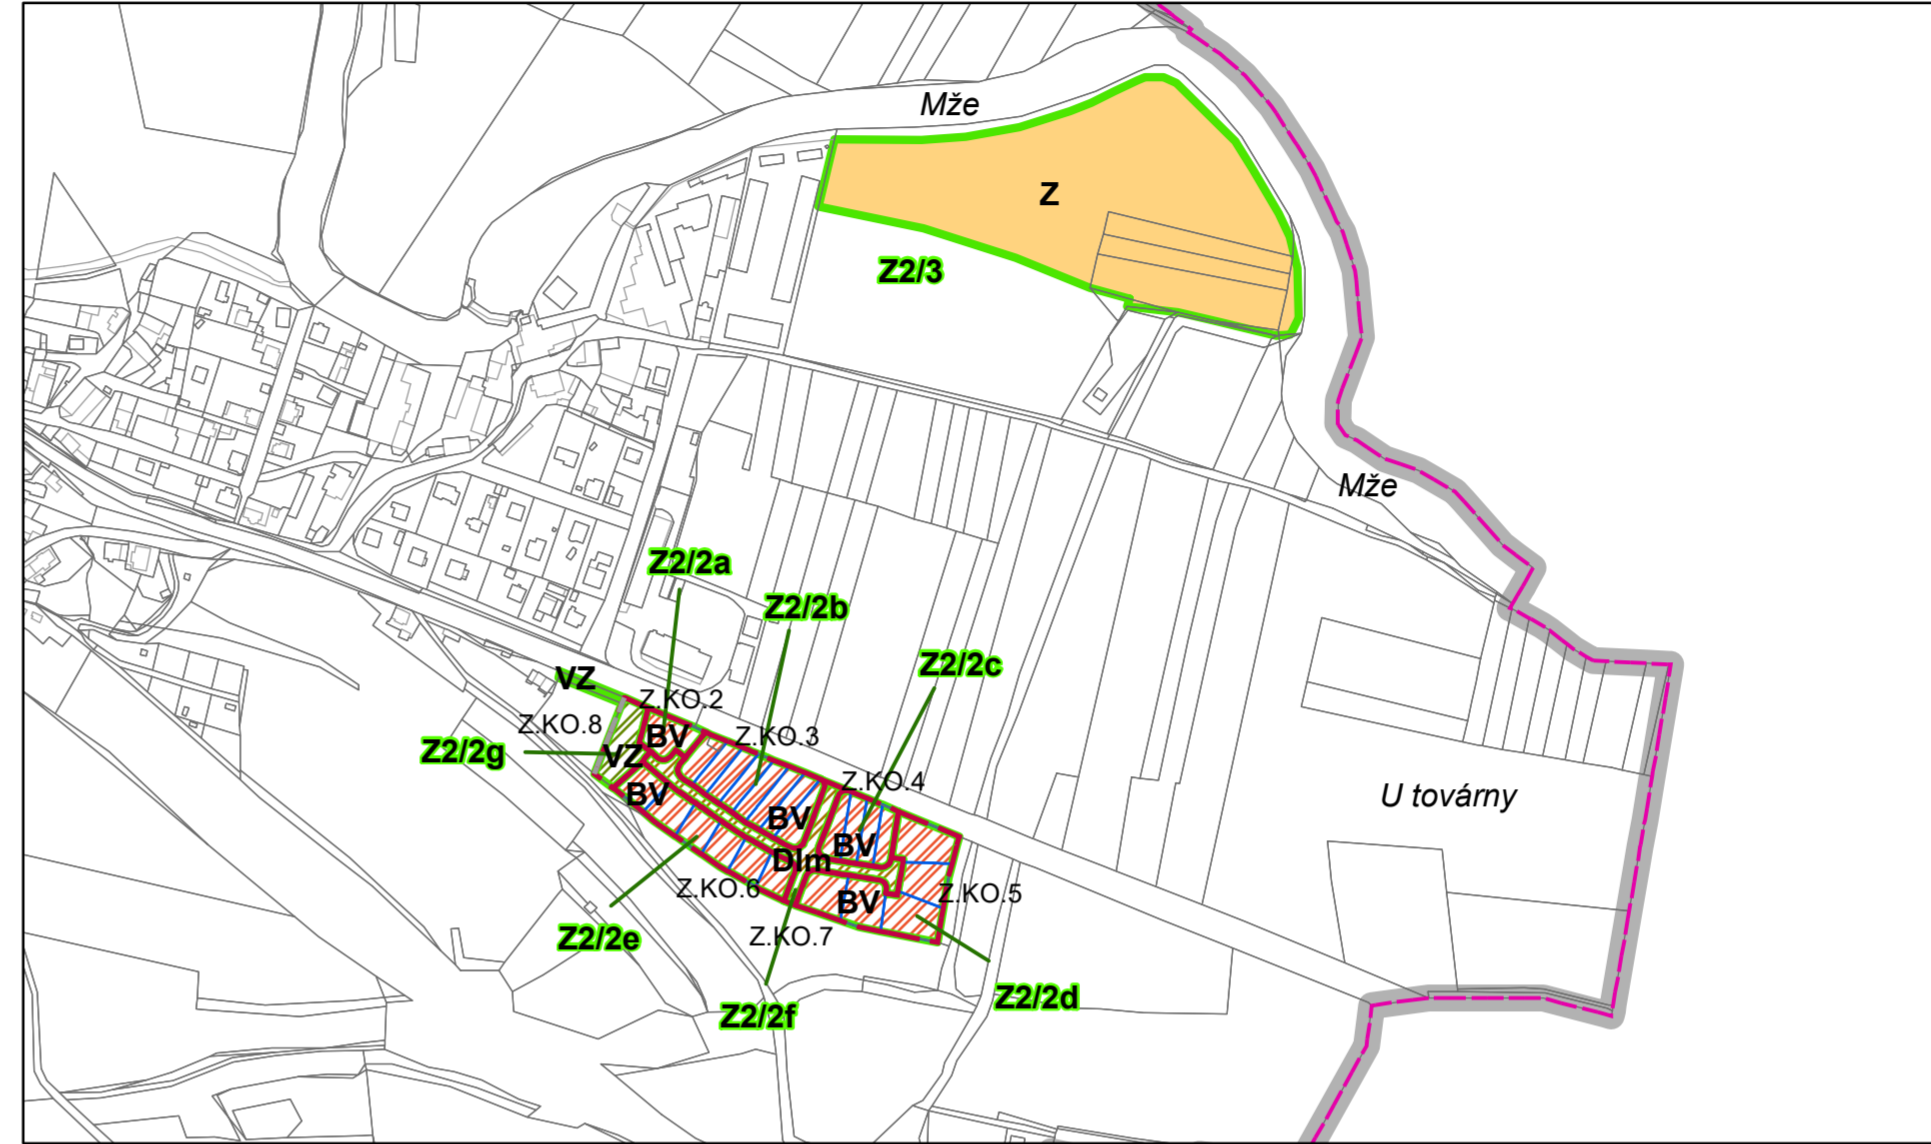 Mže
Z
Z2/3
Mže
Z2/2a
Z2/2b
Z2/2c
VZ
Z.KO.2
Z.KO.8
BV
Z.KO.3
Z2/2g
VZ
Z.KO.4
BV
U továrny
BV
BV
DIm
Z.KO.6
Z.KO.5
BV
Z2/2e
Z.KO.7
Z2/2d
Z2/2f